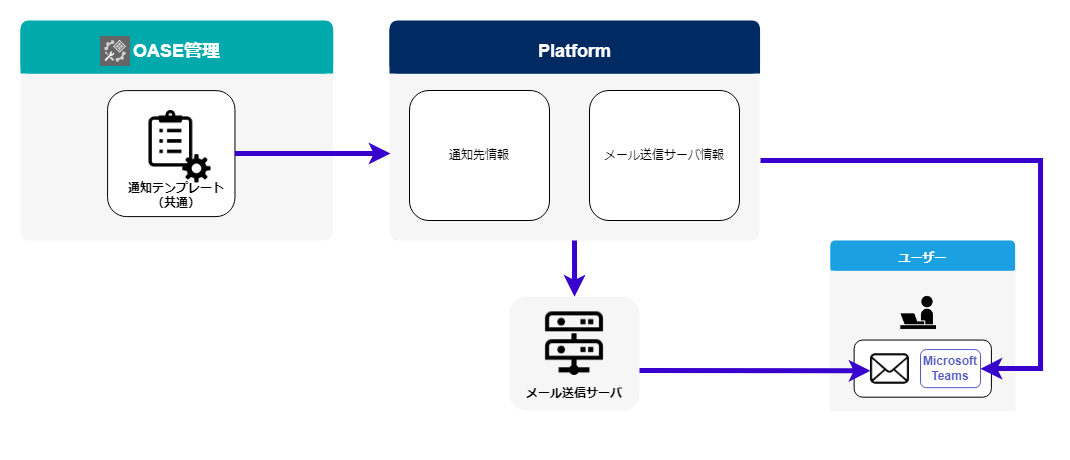 OASE管理
通知テンプレート
（共通）
Platform
通知先情報
メール送信サーバ情報
メール送信サーバ
ユーザー
Microsoft
Teams